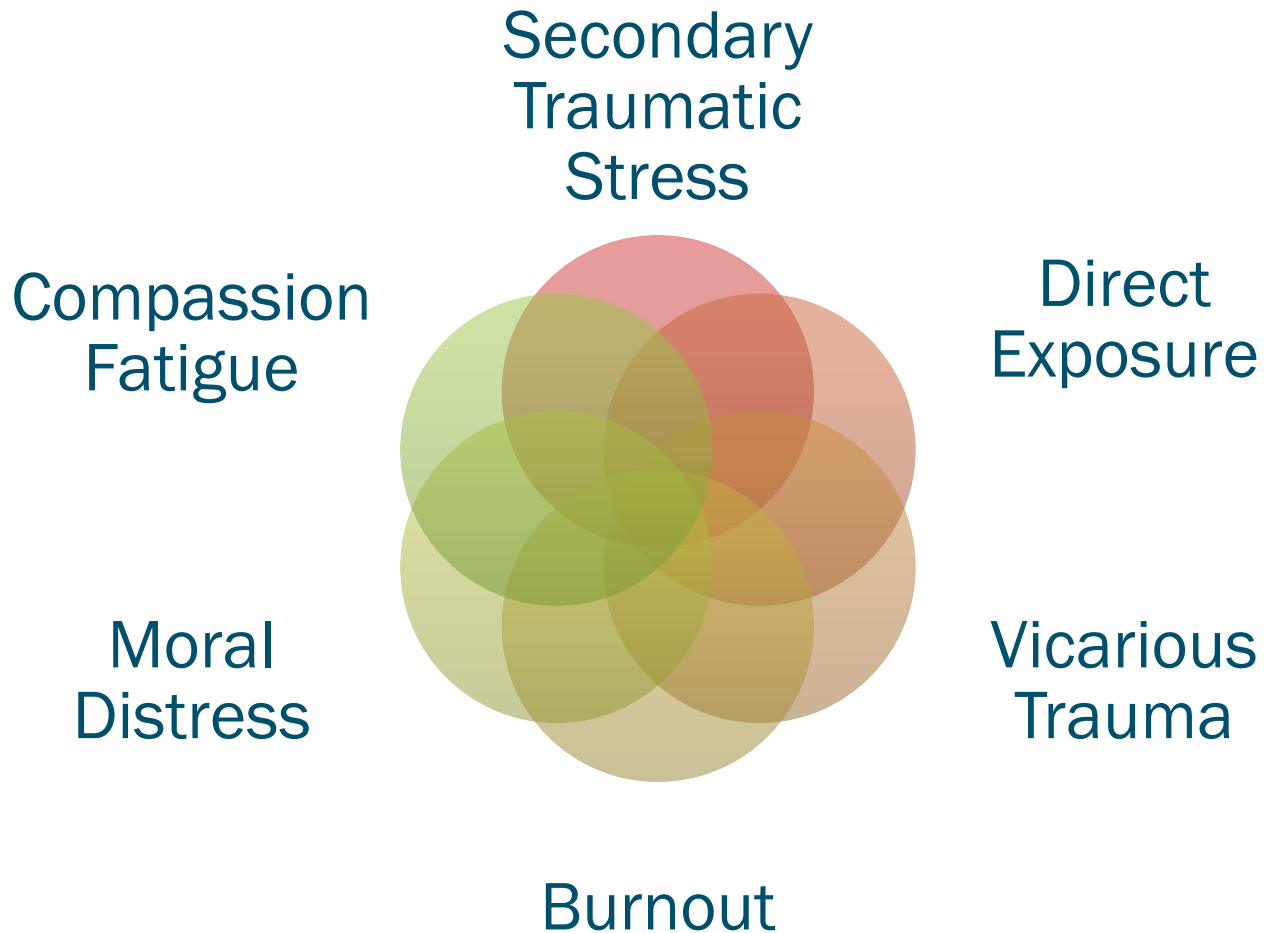 Secondary
Traumatic
Stress
Direct
Exposure
Vicarious
Trauma
Burnout
Moral
Distress
Compassion
Fatigue